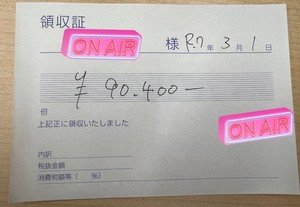 領収証
ON AIR
様 R.7年 3月 1日
¥ 90.400—
但
上記正に領収いたしました
ON AIR
内訳
税抜金額
消費税額等( %)